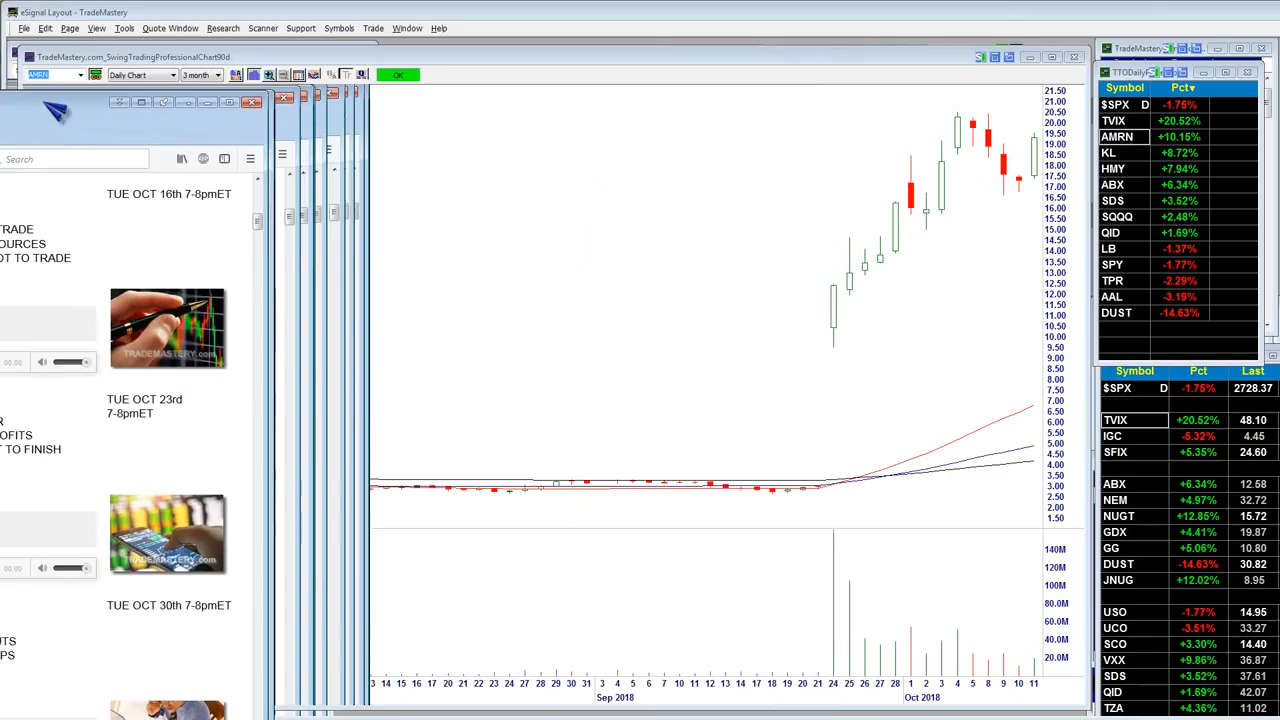 eSignal Layout - TradeMastery
File Edit Page View Tools Quote Window Research Scanner Support Symbols Trade Window Help
TradeMastery.com_SwingTradingProfessionalChart90d
AMRN Daily Chart 3 month OK
Search
TUE OCT 16th 7-8pmET
TRADE
OURCES
OT TO TRADE
TRADEMASTERY.com
00:00
TUE OCT 23rd
7-8pmET
R
OFITS
T TO FINISH
TRADEMASTERY.com
00:00
TUE OCT 30th 7-8pmET
UTS
PS
21.50
21.00
20.50
20.00
19.50
19.00
18.50
18.00
17.50
17.00
16.50
16.00
15.50
15.00
14.50
14.00
13.50
13.00
12.50
12.00
11.50
11.00
10.50
10.00
9.50
9.00
8.50
8.00
7.50
7.00
6.50
6.00
5.50
5.00
4.50
4.00
3.50
3.00
2.50
2.00
1.50
140M
120M
100M
80.0M
60.0M
40.0M
20.0M
3 14 15 16 17 20 21 22 23 24 27 28 29 30 31 3 4 5 6 7 10 11 12 13 14 17 18 19 20 21 24 25 26 27 28 1 2 3 4 5 8 9 10 11
Sep 2018 Oct 2018
TradeMastery
TTODaily
Symbol Pct
$SPX D -1.75%
TVIX +20.52%
AMRN +10.15%
KL +8.72%
HMY +7.94%
ABX +6.34%
SDS +3.52%
SQQQ +2.48%
QID +1.69%
LB -1.37%
SPY -1.77%
TPR -2.29%
AAL -3.19%
DUST -14.63%
Symbol Pct Last
$SPX D -1.75% 2728.37
TVIX +20.52% 48.10
IGC -5.32% 4.45
SFIX +5.35% 24.60
ABX +6.34% 12.58
NEM +4.97% 32.72
NUGT +12.85% 15.72
GDX +4.41% 19.87
GG +5.06% 10.80
DUST -14.63% 30.82
JNUG +12.02% 8.95
USO -1.77% 14.95
UCO -3.51% 33.27
SCO +3.30% 14.40
VXX +9.86% 36.87
SDS +3.52% 37.61
QID +1.69% 42.07
TZA +4.36% 11.02